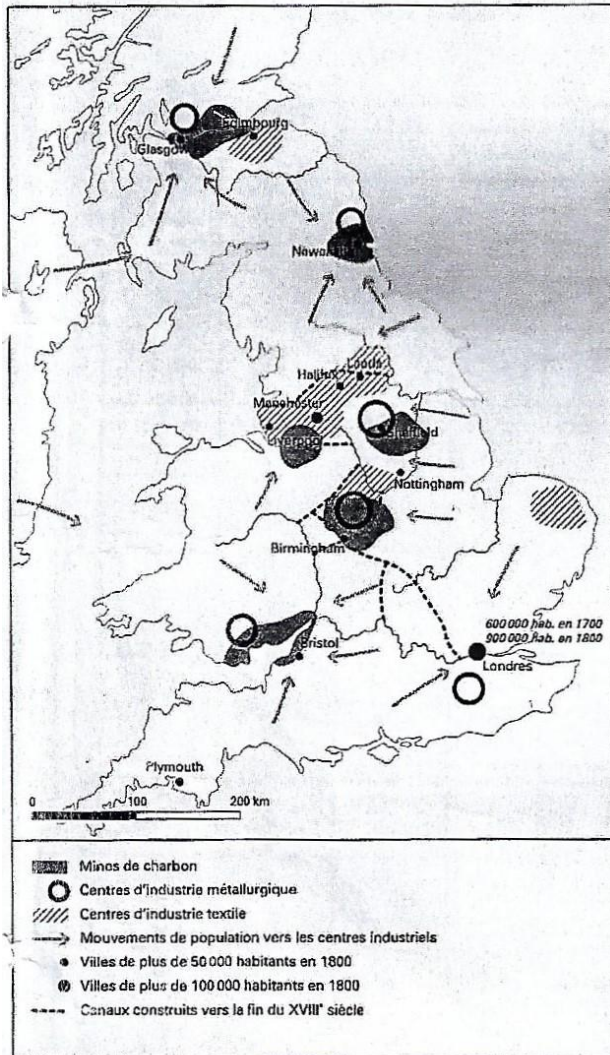 Edimbourg
Glasgow
Newcastle
Leeds
Halifax
Manchester
Liverpool
Sheffield
Nottingham
Birmingham
600 000 hab. en 1700
900 000 hab. en 1800
Bristol
Londres
Plymouth
0 100 200 km
Mines de charbon
Centres d'industrie métallurgique
Centres d'industrie textile
Mouvements de population vers les centres industriels
Villes de plus de 50 000 habitants en 1800
Villes de plus de 100 000 habitants en 1800
Canaux construits vers la fin du XVIIIe siècle